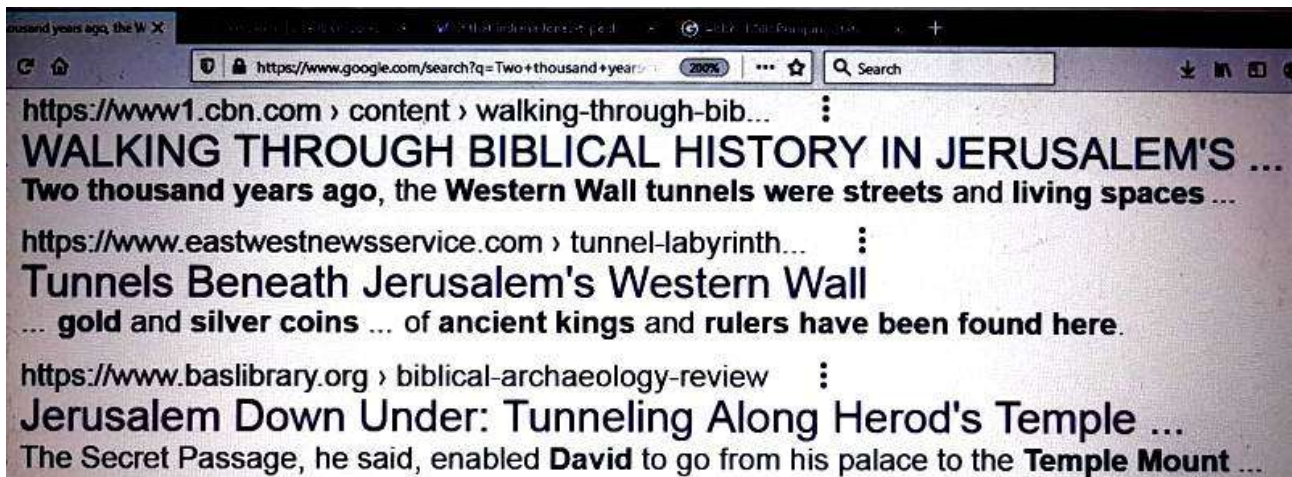 ousand years ago, the W
https://www.google.com/search?q=Two+thousand+year
200%
Search
https://www1.cbn.com › content › walking-through-bib...
WALKING THROUGH BIBLICAL HISTORY IN JERUSALEM'S ...
Two thousand years ago, the Western Wall tunnels were streets and living spaces ...
https://www.eastwestnewsservice.com › tunnel-labyrinth...
Tunnels Beneath Jerusalem's Western Wall
... gold and silver coins ... of ancient kings and rulers have been found here.
https://www.baslibrary.org › biblical-archaeology-review
Jerusalem Down Under: Tunneling Along Herod's Temple ...
The Secret Passage, he said, enabled David to go from his palace to the Temple Mount ...